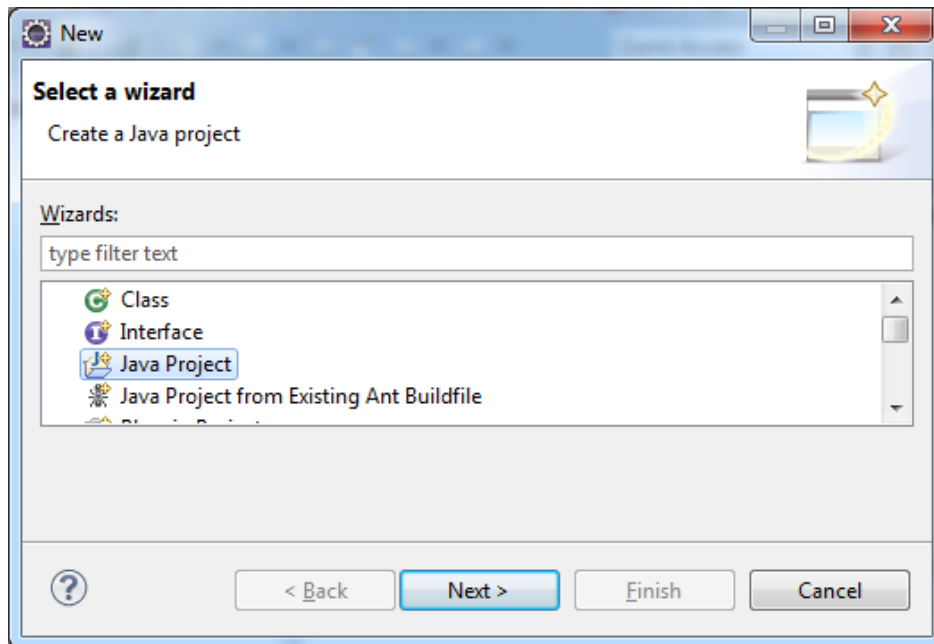 New
Select a wizard
Create a Java project
Wizards:
type filter text
Class
Interface
Java Project
Java Project from Existing Ant Buildfile
?
< Back Next > Finish Cancel